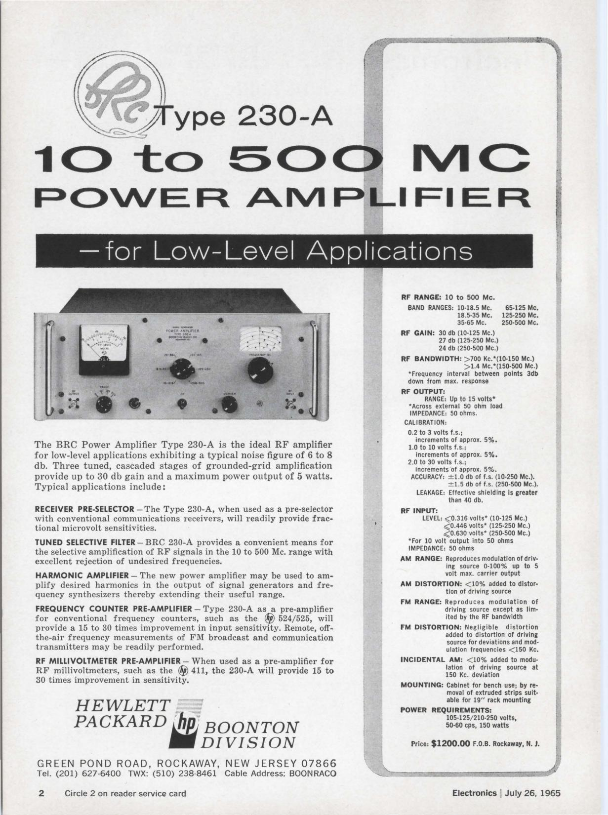 BRC
Type 230-A
10 to 500 MC
POWER AMPLIFIER
—for Low-Level Applications
The BRC Power Amplifier Type 230-A is the ideal RF amplifier
for low-level applications exhibiting a typical noise figure of 6 to 8
db. Three tuned, cascaded stages of grounded-grid amplification
provide up to 30 db gain and a maximum power output of 5 watts.
Typical applications include:
RECEIVER PRE-SELECTOR – The Type 230-A, when used as a pre-selector
with conventional communications receivers, will readily provide frac-
tional microvolt sensitivities.
TUNED SELECTIVE FILTER – BRC 230-A provides a convenient means for
the selective amplification of RF signals in the 10 to 500 Mc. range with
excellent rejection of undesired frequencies.
HARMONIC AMPLIFIER – The new power amplifier may be used to am-
plify desired harmonics in the output of signal generators and fre-
quency synthesizers thereby extending their useful range.
FREQUENCY COUNTER PRE-AMPLIFIER – Type 230-A as a pre-amplifier
for conventional frequency counters, such as the hp 524/525, will
provide a 15 to 30 times improvement in input sensitivity. Remote, off-
the-air frequency measurements of FM broadcast and communication
transmitters may be readily performed.
RF MILLIVOLTMETER PRE-AMPLIFIER – When used as a pre-amplifier for
RF millivoltmeters, such as the hp 411, the 230-A will provide 15 to
30 times improvement in sensitivity.
HEWLETT
PACKARD hp BOONTON
DIVISION
GREEN POND ROAD, ROCKAWAY, NEW JERSEY 07866
Tel. (201) 627-6400 TWX: (510) 238-8461 Cable Address: BOONRACO
RF RANGE: 10 to 500 Mc.
BAND RANGES: 10-18.5 Mc. 65-125 Mc.
18.5-35 Mc. 125-250 Mc.
35-65 Mc. 250-500 Mc.
RF GAIN: 30 db (10-125 Mc.)
27 db (125-250 Mc.)
24 db (250-500 Mc.)
RF BANDWIDTH: >700 Kc.*(10-150 Mc.)
>1.4 Mc.*(150-500 Mc.)
*Frequency interval between points 3db
down from max. response
RF OUTPUT:
RANGE: Up to 15 volts*
*Across external 50 ohm load
IMPEDANCE: 50 ohms.
CALIBRATION:
0.2 to 3 volts f.s.;
increments of approx. 5%.
1.0 to 10 volts f.s.;
increments of approx. 5%.
2.0 to 30 volts f.s.;
increments of approx. 5%.
ACCURACY: ±1.0 db of f.s. (10-250 Mc.).
±1.5 db of f.s. (250-500 Mc.).
LEAKAGE: Effective shielding is greater
than 40 db.
RF INPUT:
LEVEL: ⩽0.316 volts* (10-125 Mc.)
⩽0.446 volts* (125-250 Mc.)
⩽0.630 volts* (250-500 Mc.)
*For 10 volt output into 50 ohms
IMPEDANCE: 50 ohms
AM RANGE: Reproduces modulation of driv-
ing source 0-100% up to 5
volt max. carrier output
AM DISTORTION: <10% added to distor-
tion of driving source
FM RANGE: Reproduces modulation of
driving source except as lim-
ited by the RF bandwidth
FM DISTORTION: Negligible distortion
added to distortion of driving
source for deviations and mod-
ulation frequencies <150 Kc.
INCIDENTAL AM: <10% added to modu-
lation of driving source at
150 Kc. deviation
MOUNTING: Cabinet for bench use; by re-
moval of extruded strips suit-
able for 19" rack mounting
POWER REQUIREMENTS:
105-125/210-250 volts,
50-60 cps, 150 watts
Price: $1200.00 F.O.B. Rockaway, N. J.
2 Circle 2 on reader service card
Electronics | July 26, 1965